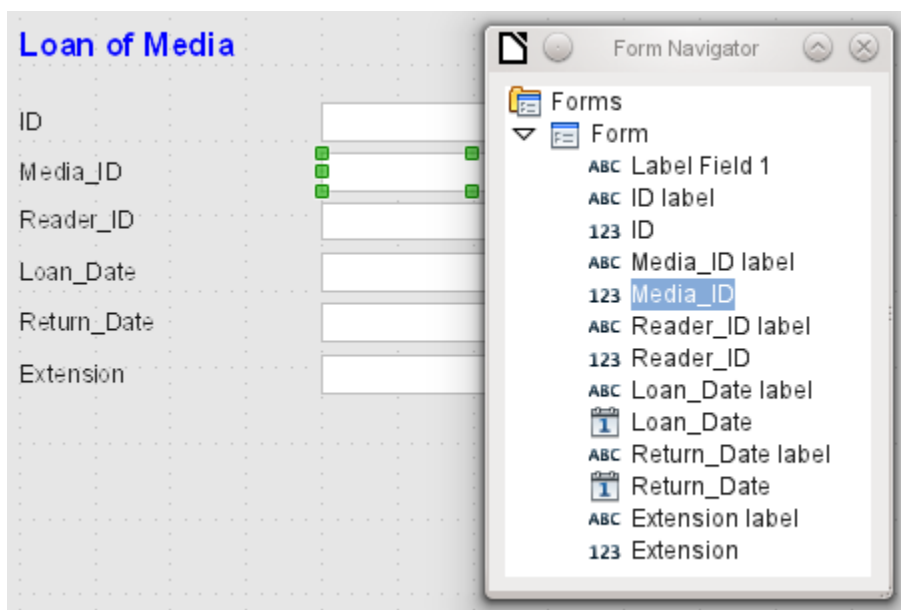 Loan of Media
ID
Media_ID
Reader_ID
Loan_Date
Return_Date
Extension
Form Navigator
Forms
Form
ABC Label Field 1
ABC ID label
123 ID
ABC Media_ID label
123 Media_ID
ABC Reader_ID label
123 Reader_ID
ABC Loan_Date label
1 Loan_Date
ABC Return_Date label
1 Return_Date
ABC Extension label
123 Extension